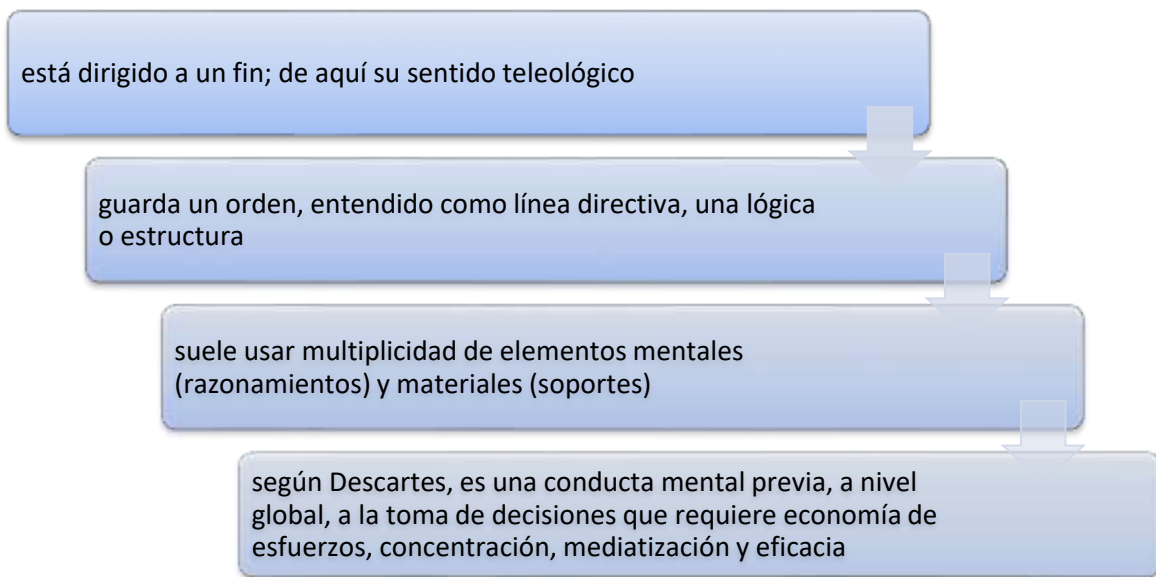 está dirigido a un fin; de aquí su sentido teleológico
guarda un orden, entendido como línea directiva, una lógica
o estructura
suele usar multiplicidad de elementos mentales
(razonamientos) y materiales (soportes)
según Descartes, es una conducta mental previa, a nivel
global, a la toma de decisiones que requiere economía de
esfuerzos, concentración, mediatización y eficacia